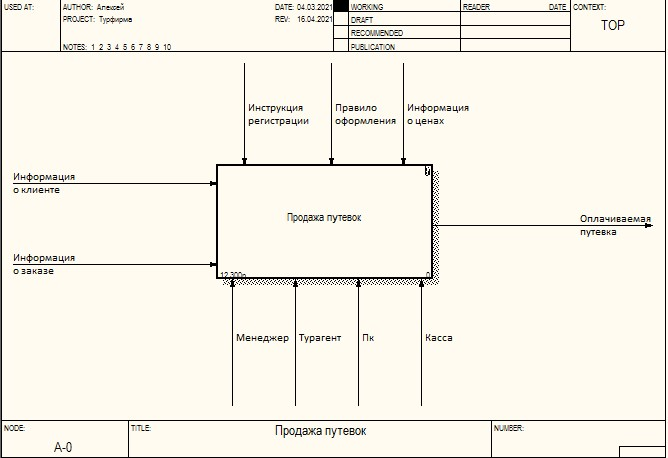 USED AT:
AUTHOR: Алексей
DATE: 04.03.2021
WORKING
READER
DATE
CONTEXT:
PROJECT: Турфирма
REV: 16.04.2021
DRAFT
TOP
RECOMMENDED
NOTES: 1 2 3 4 5 6 7 8 9 10
PUBLICATION
Инструкция
регистрации
Правило
оформления
Информация
о ценах
Информация
о клиенте
Продажа путевок
Оплачиваемая
путевка
Информация
о заказе
12 300р.
0
Менеджер
Турагент
Пк
Касса
NODE:
A-0
TITLE:
Продажа путевок
NUMBER: